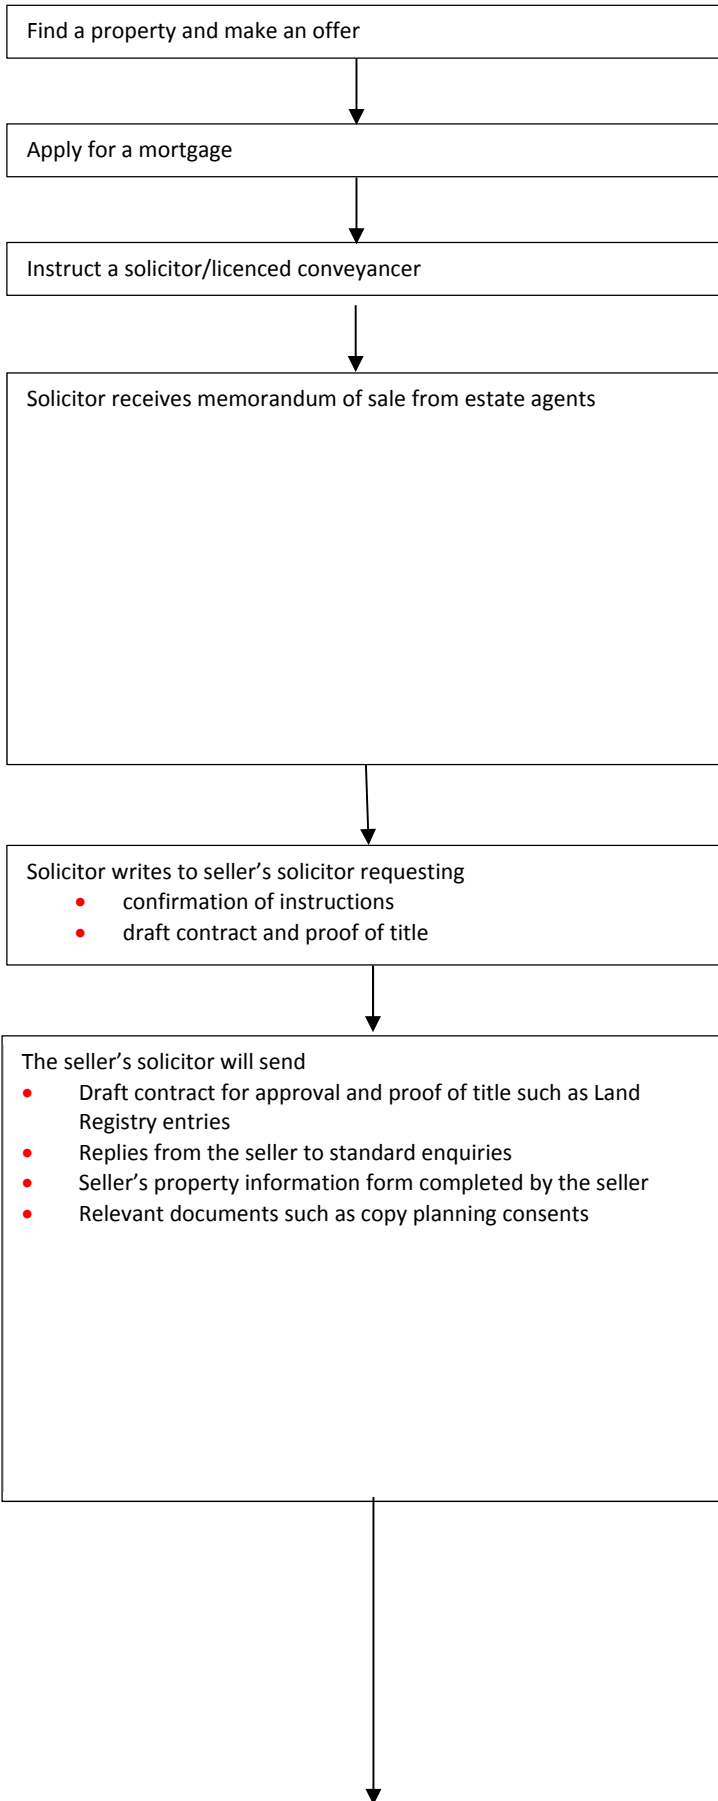 Find a property and make an offer
Apply for a mortgage
Instruct a solicitor/licenced conveyancer
Solicitor receives memorandum of sale from estate agents
Solicitor writes to seller’s solicitor requesting
• confirmation of instructions
• draft contract and proof of title
The seller’s solicitor will send
• Draft contract for approval and proof of title such as Land
Registry entries
• Replies from the seller to standard enquiries
• Seller’s property information form completed by the seller
• Relevant documents such as copy planning consents